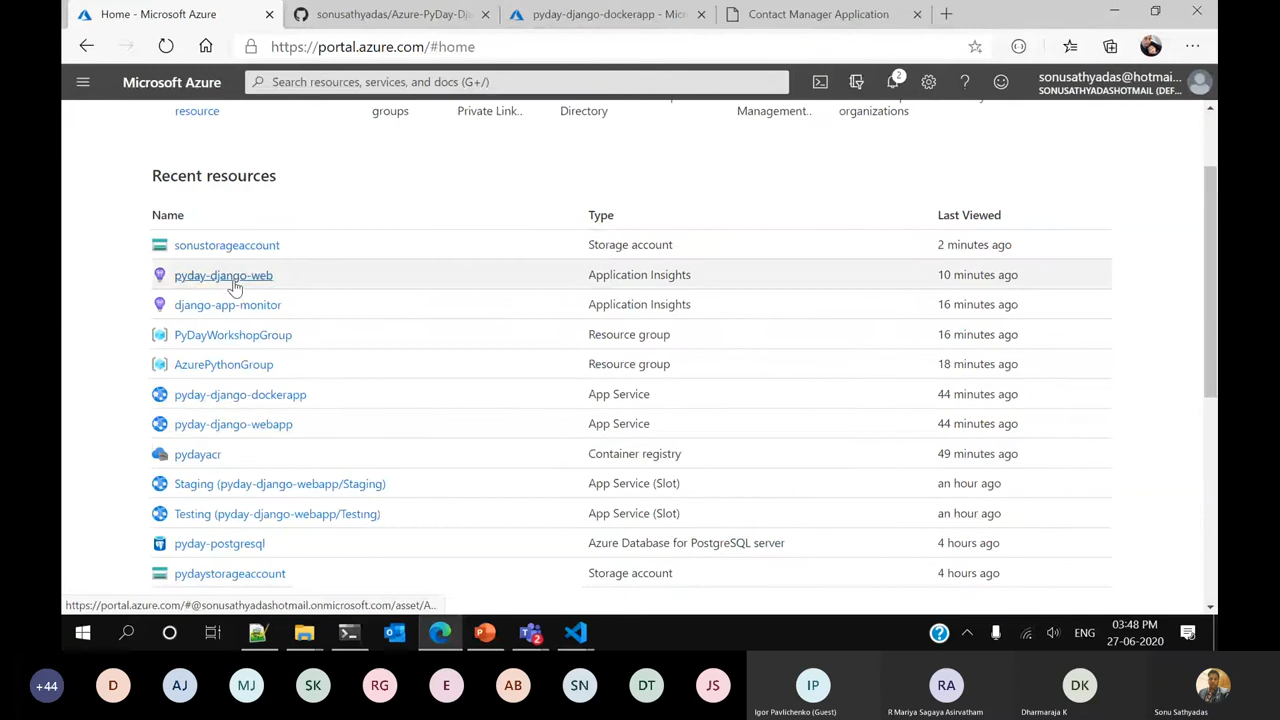 Home - Microsoft Azure
sonusathyadas/Azure-PyDay-Dj
pyday-django-dockerapp - Micr
Contact Manager Application
https://portal.azure.com/#home
Microsoft Azure
Search resources, services, and docs (G+/)
2
sonusathyadas@hotmai...
SONUSATHYADASHOTMAIL (DEF...
resource
groups
Private Link..
Directory
Management..
organizations
Recent resources
Name Type Last Viewed
sonustorageaccount Storage account 2 minutes ago
pyday-django-web Application Insights 10 minutes ago
django-app-monitor Application Insights 16 minutes ago
PyDayWorkshopGroup Resource group 16 minutes ago
AzurePythonGroup Resource group 18 minutes ago
pyday-django-dockerapp App Service 44 minutes ago
pyday-django-webapp App Service 44 minutes ago
pydayacr Container registry 49 minutes ago
Staging (pyday-django-webapp/Staging) App Service (Slot) an hour ago
Testing (pyday-django-webapp/Testing) App Service (Slot) an hour ago
pyday-postgresql Azure Database for PostgreSQL server 4 hours ago
pydaystorageaccount Storage account 4 hours ago
https://portal.azure.com/#@sonusathyadashotmail.onmicrosoft.com/asset/A..
2
ENG
03:48 PM
27-06-2020
+44
D
AJ
MJ
SK
RG
E
AB
SN
DT
JS
IP
RA
DK
Igor Pavlichenko (Guest)
R Mariya Sagaya Asirvatham
Dharmaraja K
Sonu Sathyadas